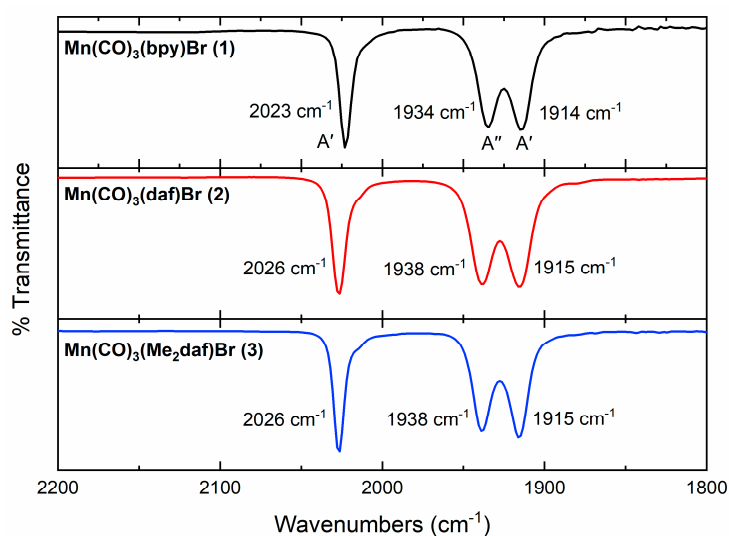 Mn(CO)₃(bpy)Br (1)
2023 cm⁻¹
1934 cm⁻¹
1914 cm⁻¹
A′
A″
A′
Mn(CO)₃(daf)Br (2)
2026 cm⁻¹
1938 cm⁻¹
1915 cm⁻¹
% Transmittance
Mn(CO)₃(Me₂daf)Br (3)
2026 cm⁻¹
1938 cm⁻¹
1915 cm⁻¹
2200
2100
2000
1900
1800
Wavenumbers (cm⁻¹)